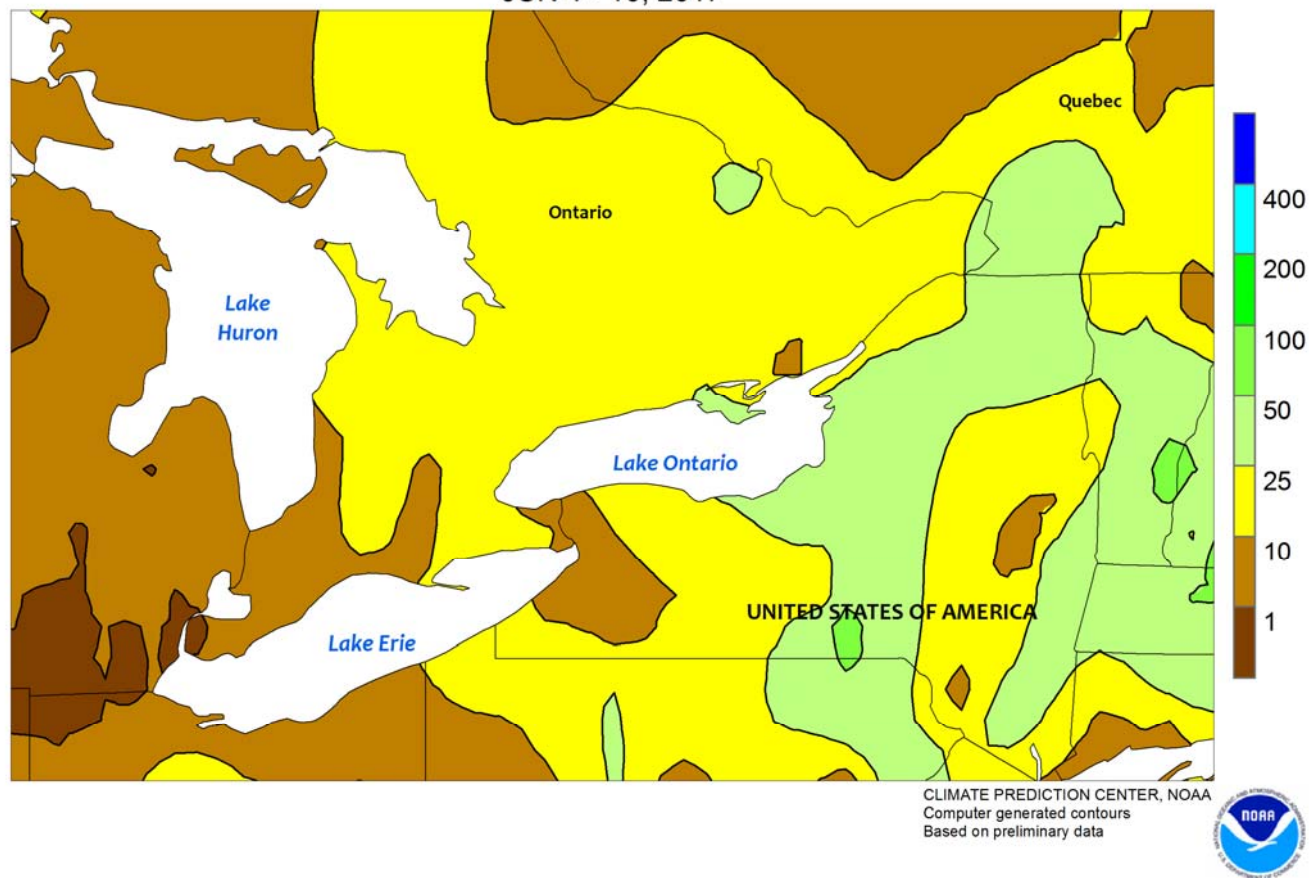 Quebec
Ontario
400
200
100
50
25
10
1
Lake
Huron
Lake Ontario
UNITED STATES OF AMERICA
Lake Erie
CLIMATE PREDICTION CENTER, NOAA
Computer generated contours
Based on preliminary data
NOAA